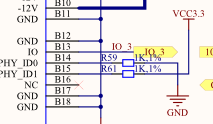 12V B10
GND B11
VCC3.3
GND B12
IO B13 IO_3 IO_3
PHY_ID0 B14 R59 1K,1%
PHY_ID1 B15 R61 1K,1%
NC B16
GND B17
GND B18
GND